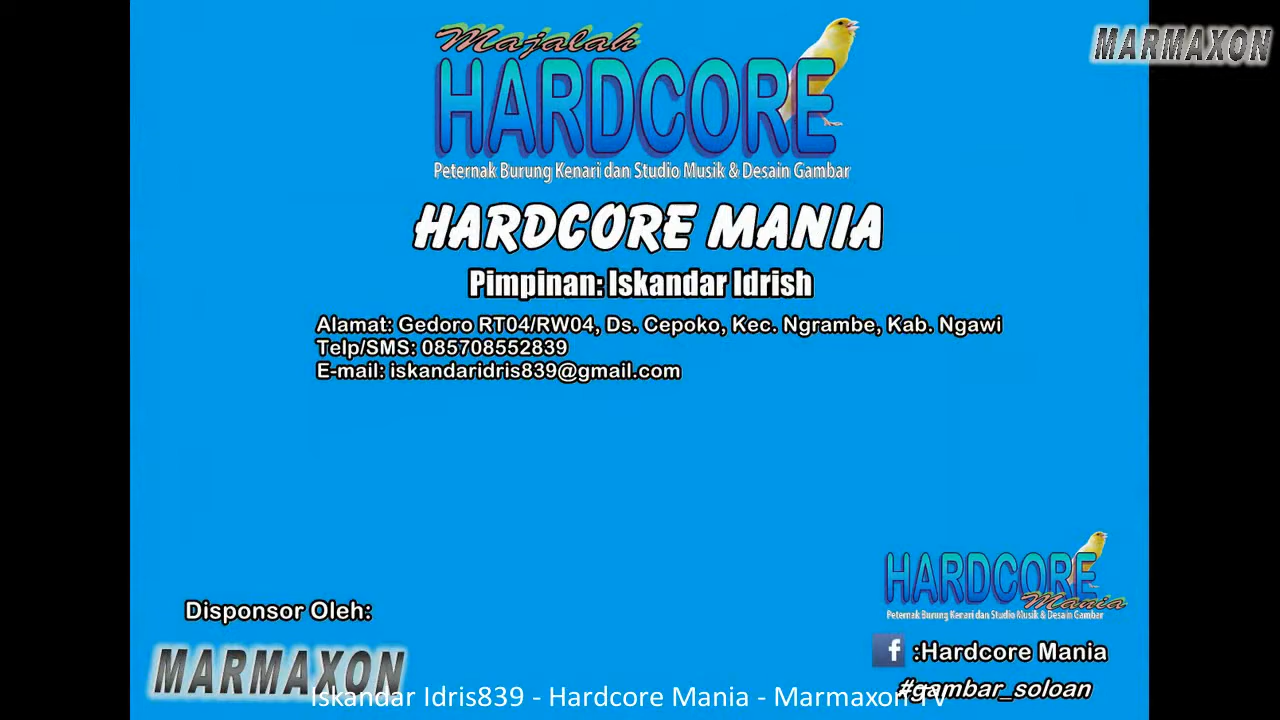 Majalah
HARDCORE
Peternak Burung Kenari dan Studio Musik & Desain Gambar
MARMAXON
HARDCORE MANIA
Pimpinan: Iskandar Idrish
Alamat: Gedoro RT04/RW04, Ds. Cepoko, Kec. Ngrambe, Kab. Ngawi
Telp/SMS: 085708552839
E-mail: iskandaridris839@gmail.com
HARDCORE
Mania
Peternak Burung Kenari dan Studio Musik & Desain Gambar
Disponsor Oleh:
f :Hardcore Mania
MARMAXON
#gambar_soloan
Iskandar Idris839 - Hardcore Mania - Marmaxon TV